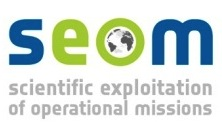 seom
scientific exploitation
of operational missions